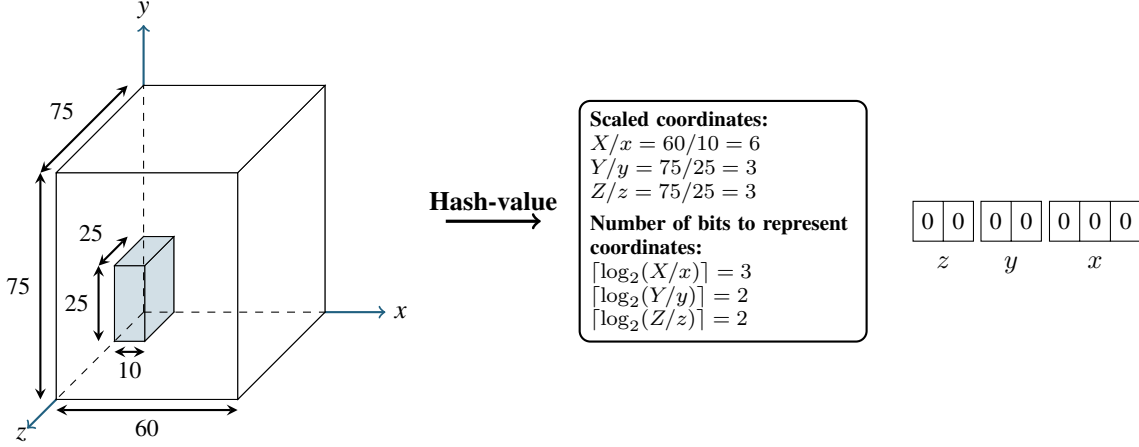 y
75
75
25
25
10
60
x
z
Hash-value
Scaled coordinates:
X/x = 60/10 = 6
Y/y = 75/25 = 3
Z/z = 75/25 = 3
Number of bits to represent
coordinates:
⌈log₂(X/x)⌉ = 3
⌈log₂(Y/y)⌉ = 2
⌈log₂(Z/z)⌉ = 2
0 0 0 0 0 0 0
z y x